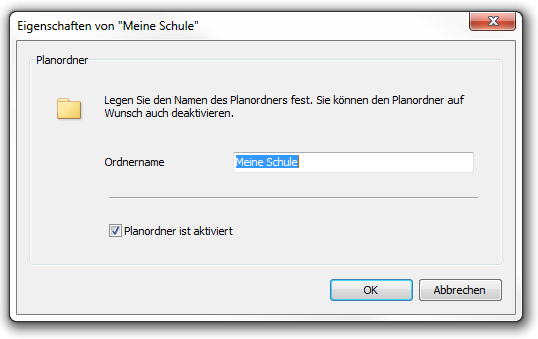 Eigenschaften von "Meine Schule"
Planordner
Legen Sie den Namen des Planordners fest. Sie können den Planordner auf
Wunsch auch deaktivieren.
Ordnername
Meine Schule
Planordner ist aktiviert
OK
Abbrechen